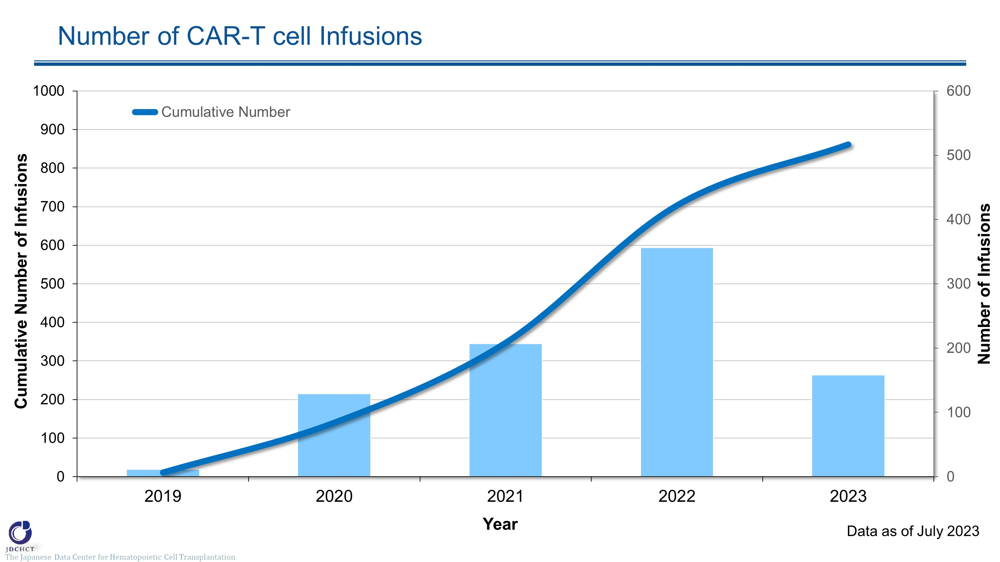 Number of CAR-T cell Infusions
Cumulative Number of Infusions
1000
900
800
700
600
500
400
300
200
100
0
Cumulative Number
600
500
400
300
200
100
0
Number of Infusions
2019 2020 2021 2022 2023
Year
Data as of July 2023
JDCHCT
The Japanese Data Center for Hematopoietic Cell Transplantation